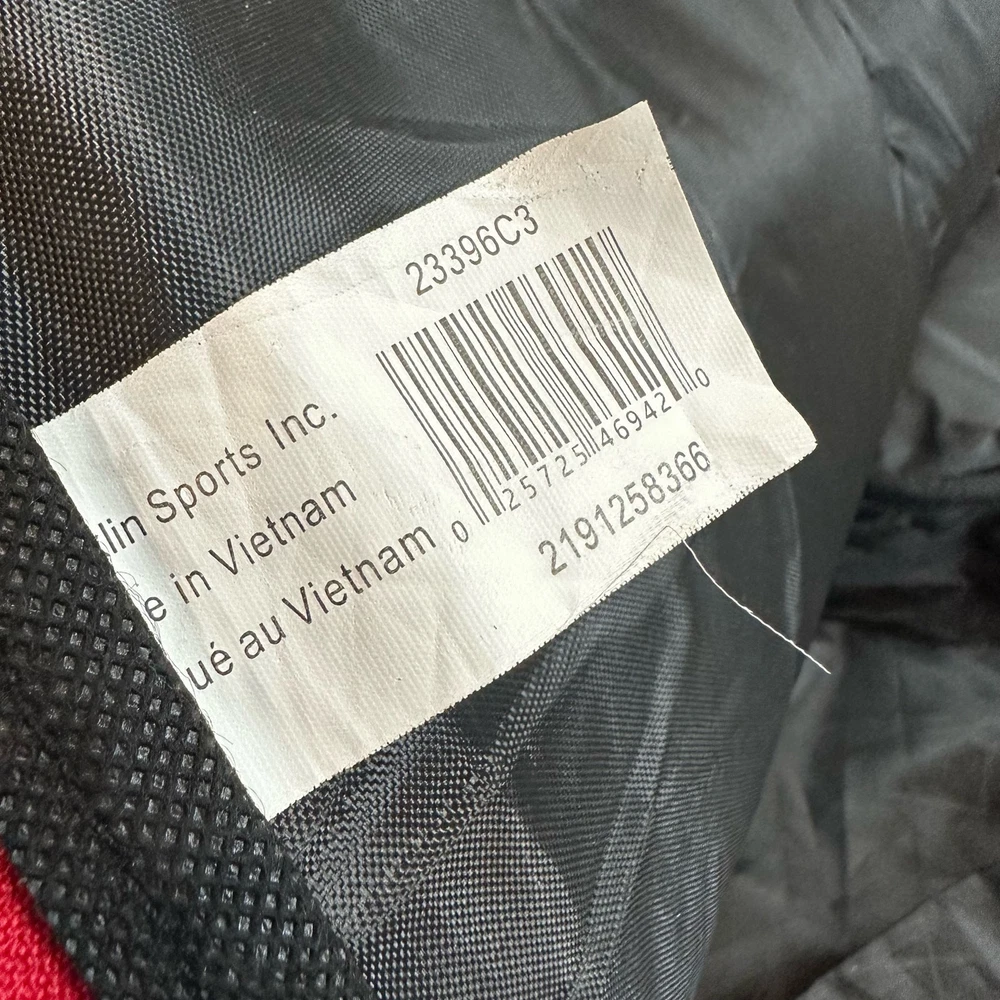 23396C3
0 25725 46942 0
2191258366
lin Sports Inc.
e in Vietnam
ué au Vietnam